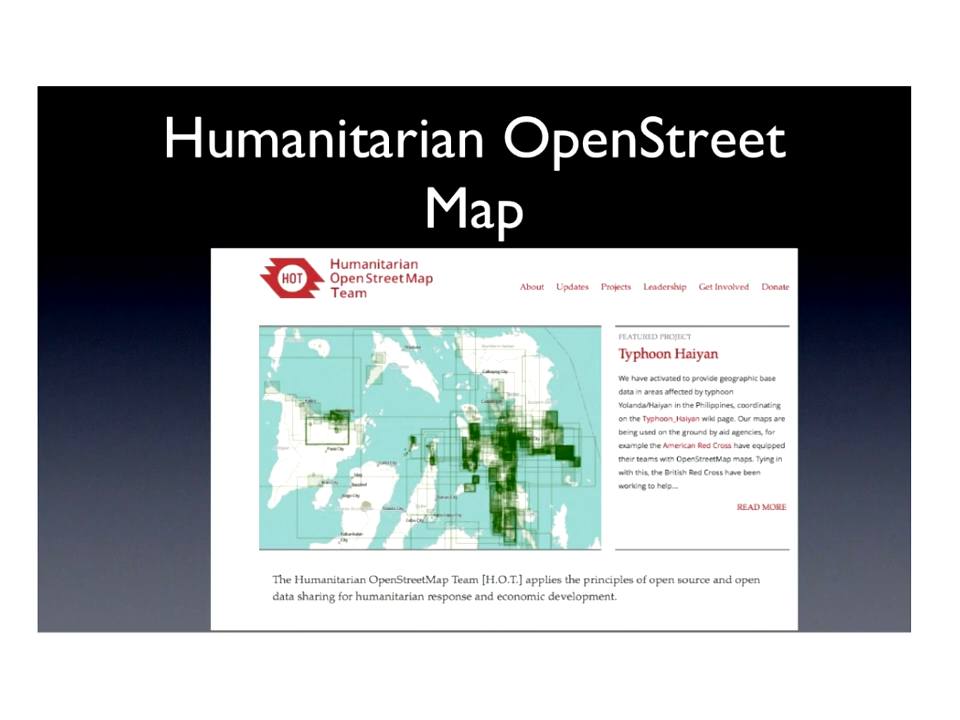 Humanitarian OpenStreet
Map
HOT
Humanitarian
OpenStreetMap
Team
About Updates Projects Leadership Get Involved Donate
FEATURED PROJECT
Typhoon Haiyan
We have activated to provide geographic base
data in areas affected by typhoon
Yolanda/Haiyan in the Philippines, coordinating
on the Typhoon_Haiyan wiki page. Our maps are
being used on the ground by aid agencies, for
example the American Red Cross have equipped
their teams with OpenStreetMap maps. Tying in
with this, the British Red Cross have been
working to help...
READ MORE
The Humanitarian OpenStreetMap Team [H.O.T.] applies the principles of open source and open
data sharing for humanitarian response and economic development.